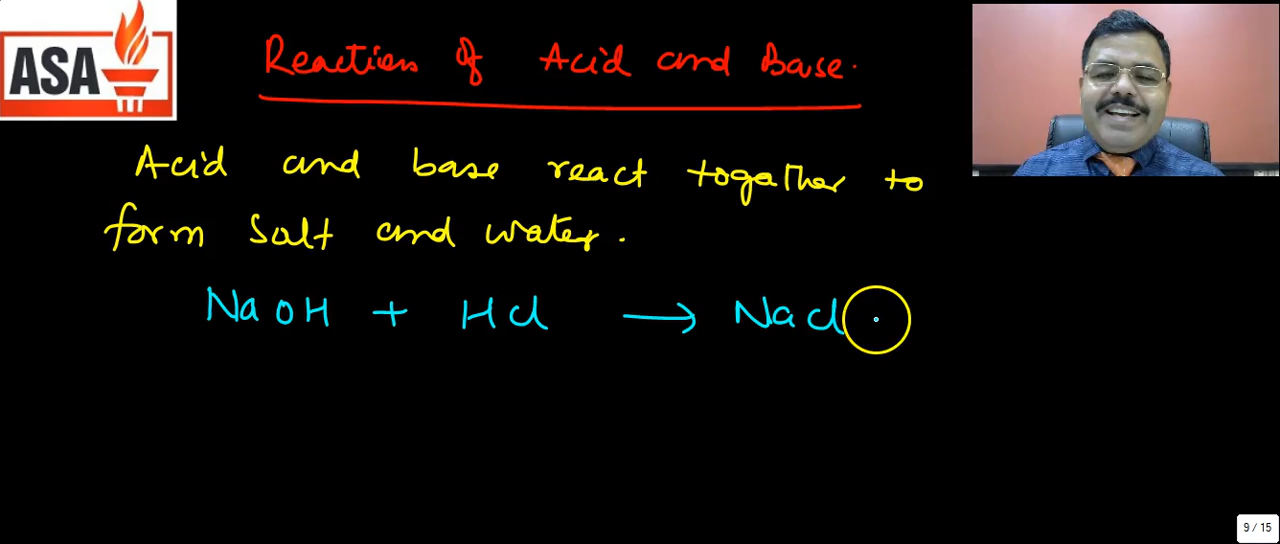 ASA
Reaction of Acid and Base.
Acid and base react together to
form Salt and water.
NaOH + HCl → NaCl
9 / 15